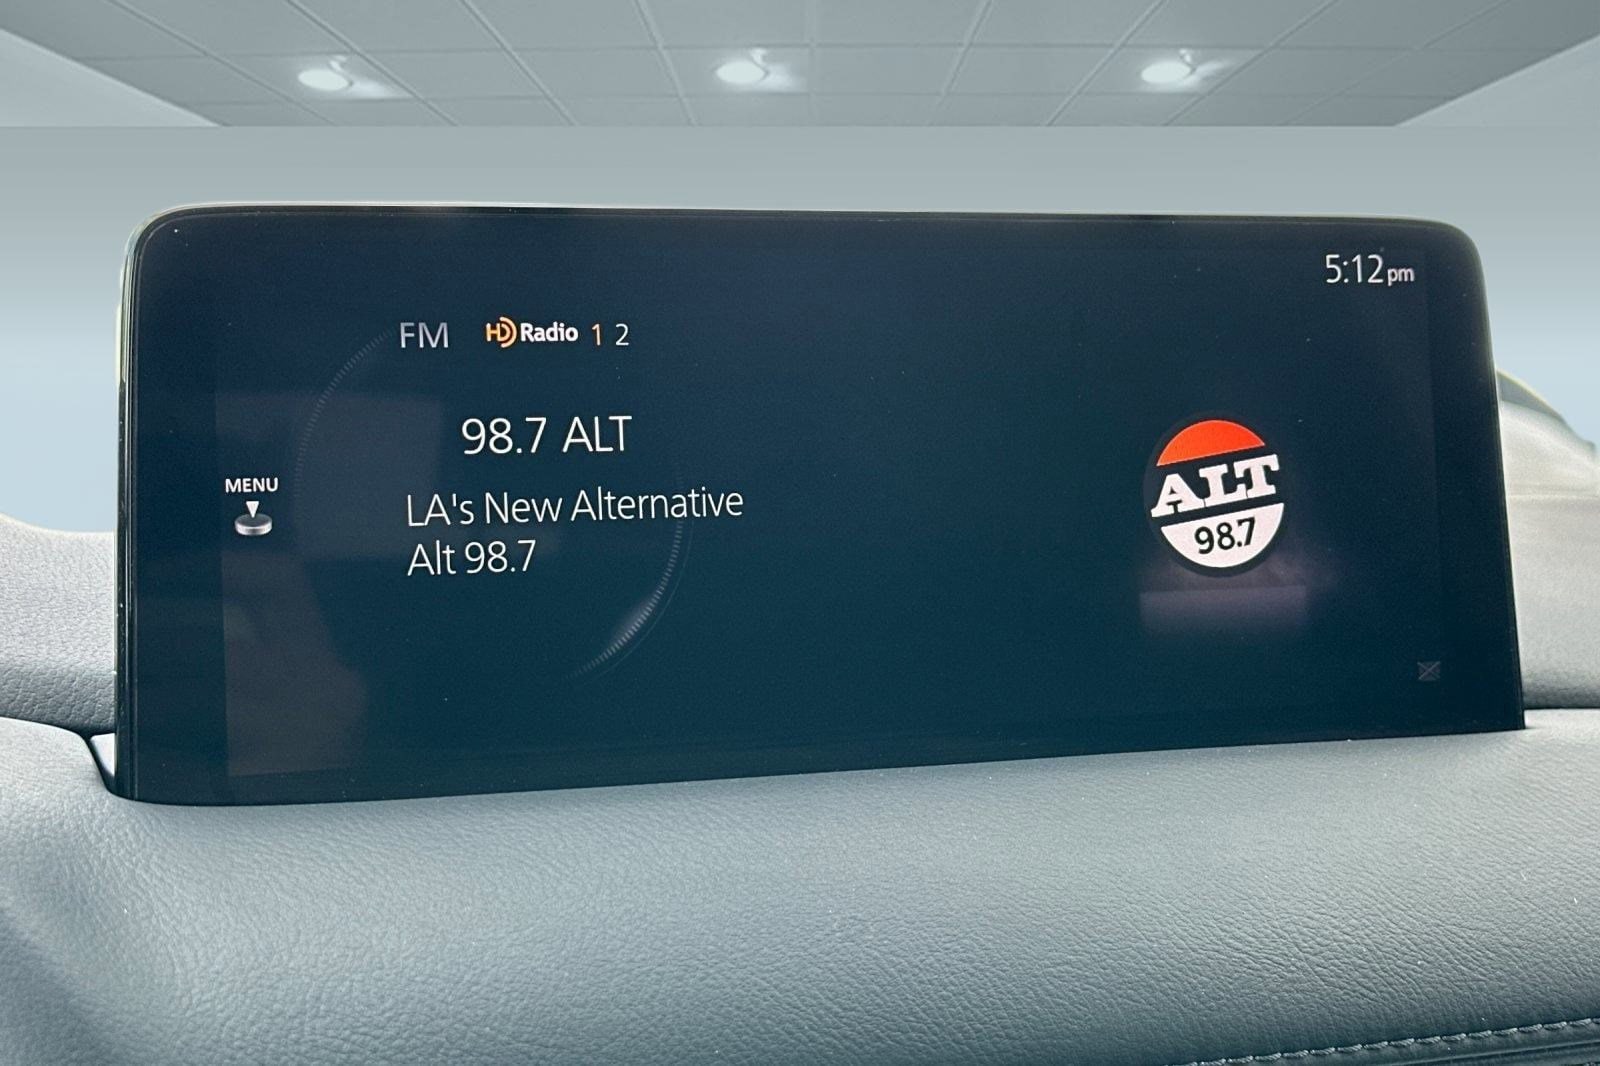 5:12pm
FM HD Radio 1 2
98.7 ALT
LA's New Alternative
Alt 98.7
MENU
ALT
98.7